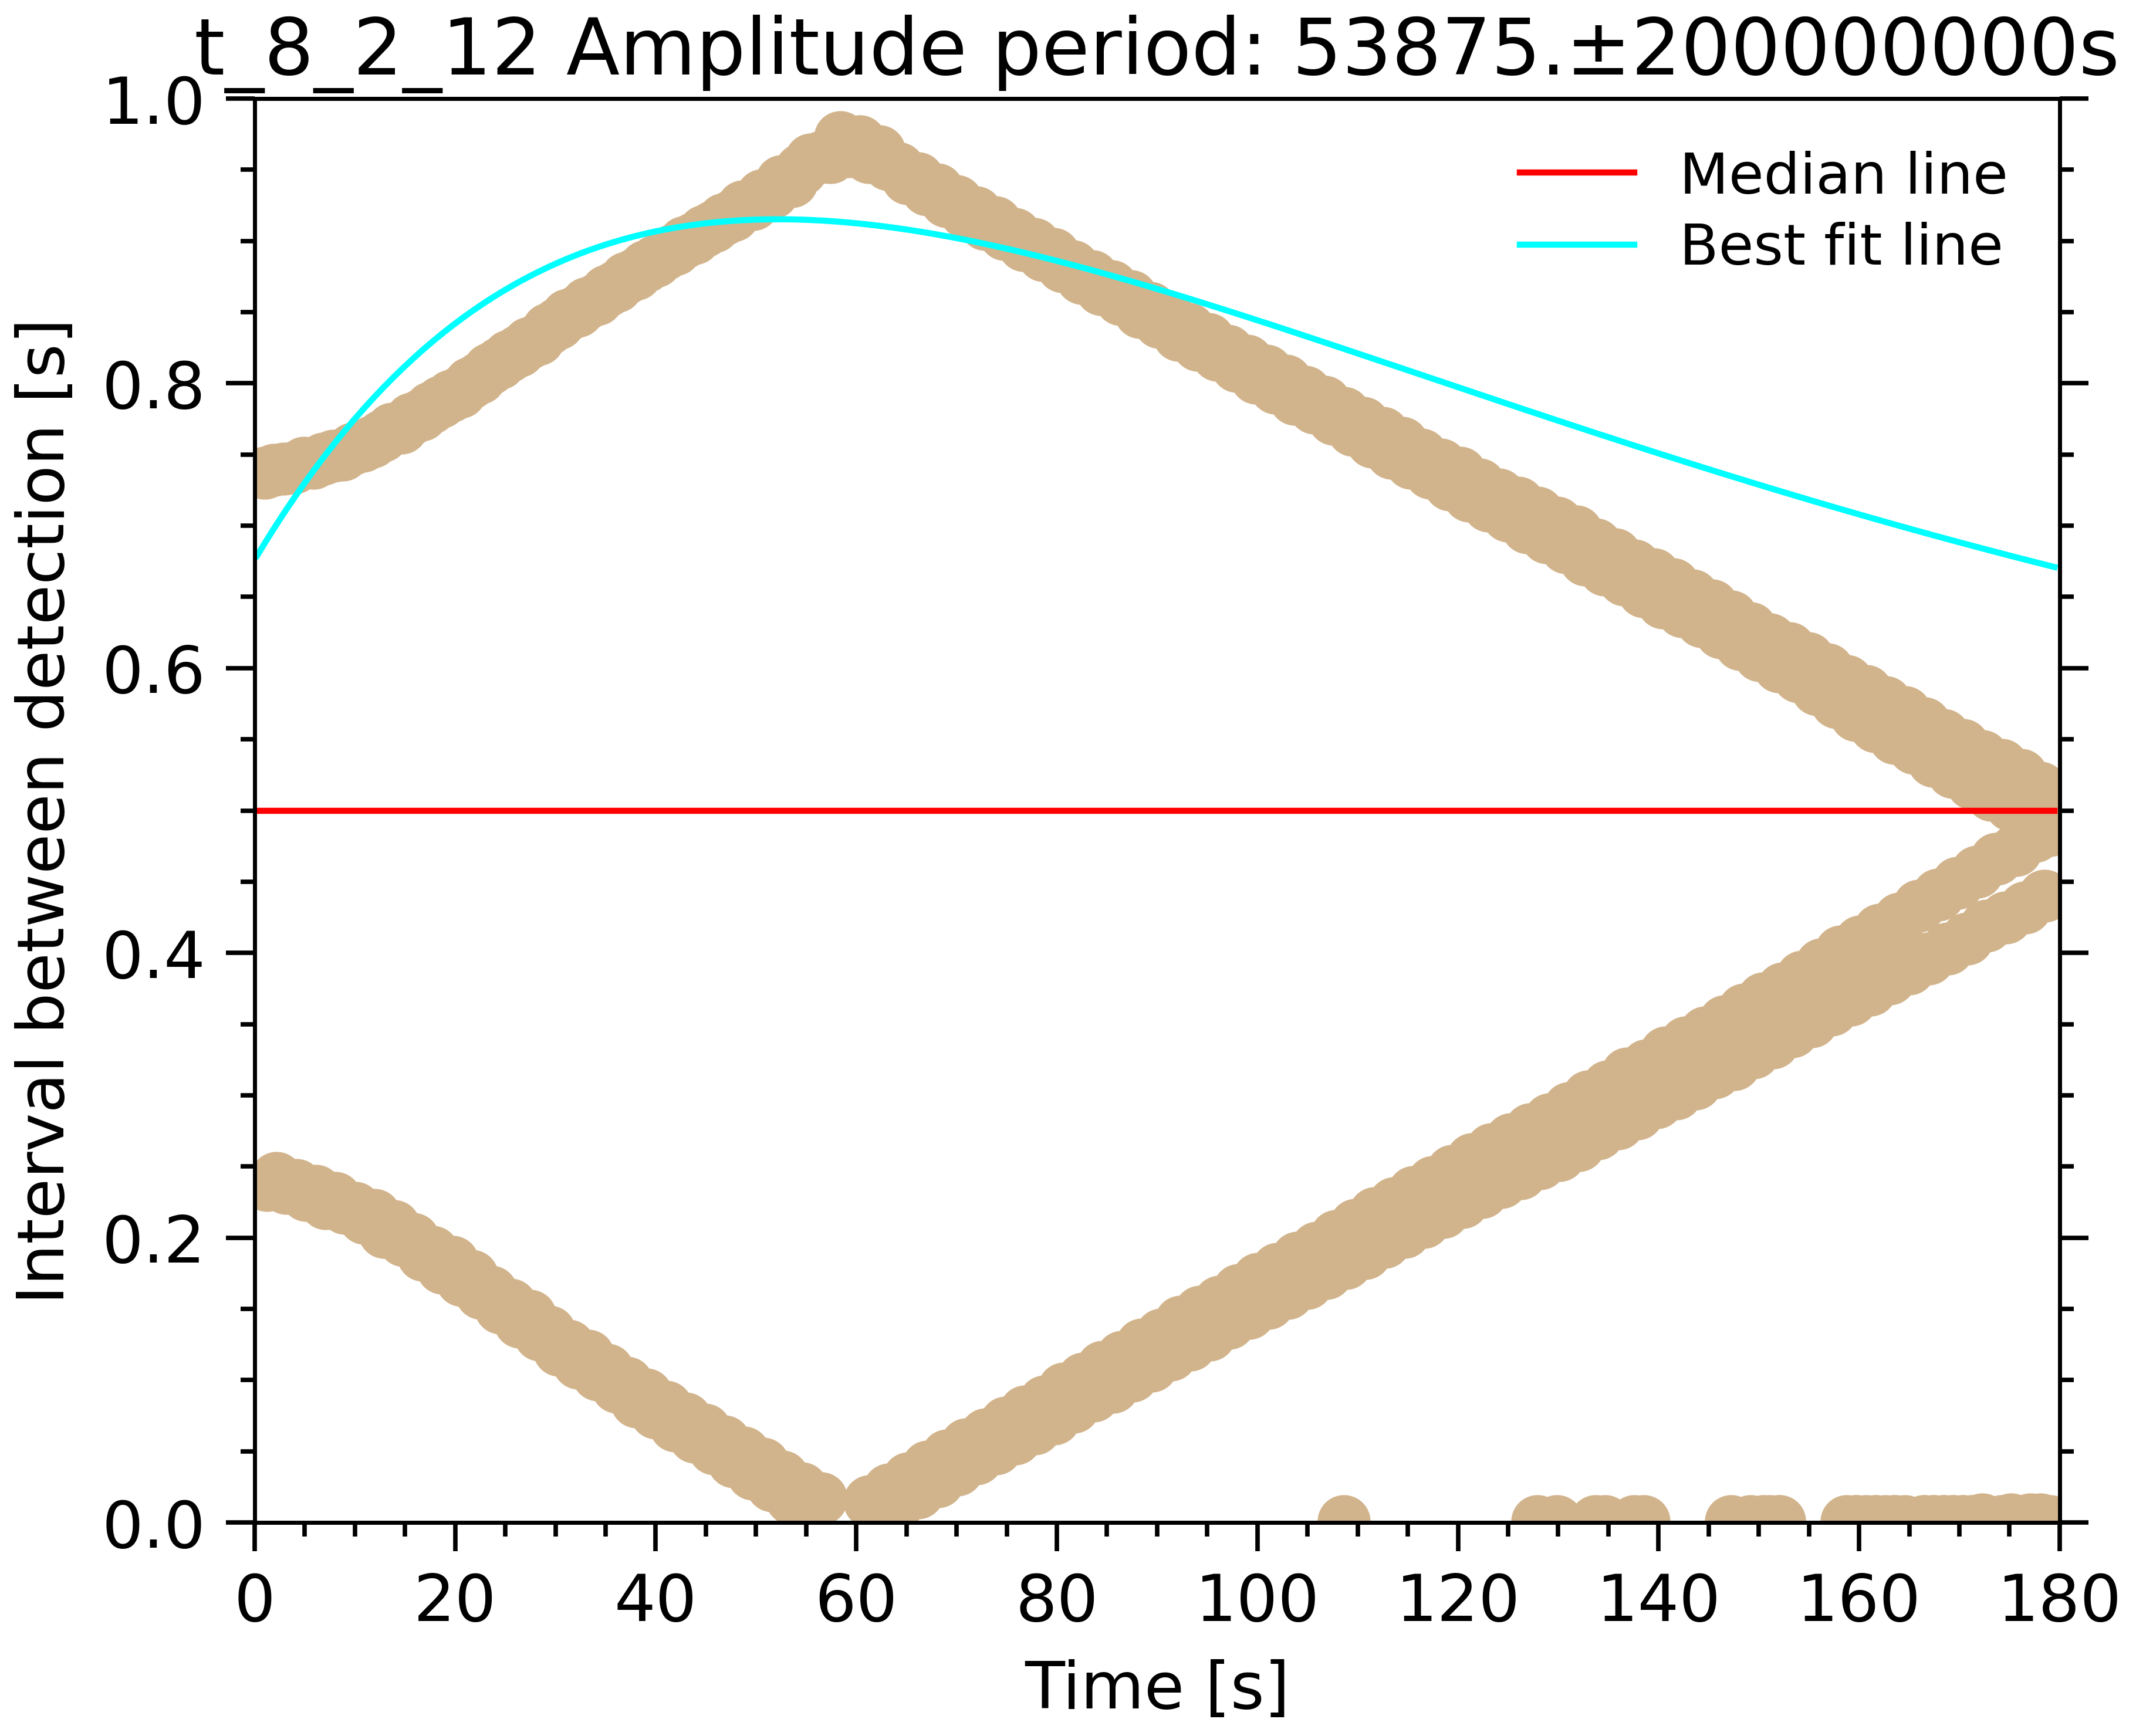 t_8_2_12 Amplitude period: 53875.±200000000s
Median line
Best fit line
Interval between detection [s]
1.0
0.8
0.6
0.4
0.2
0.0
0 20 40 60 80 100 120 140 160 180
Time [s]